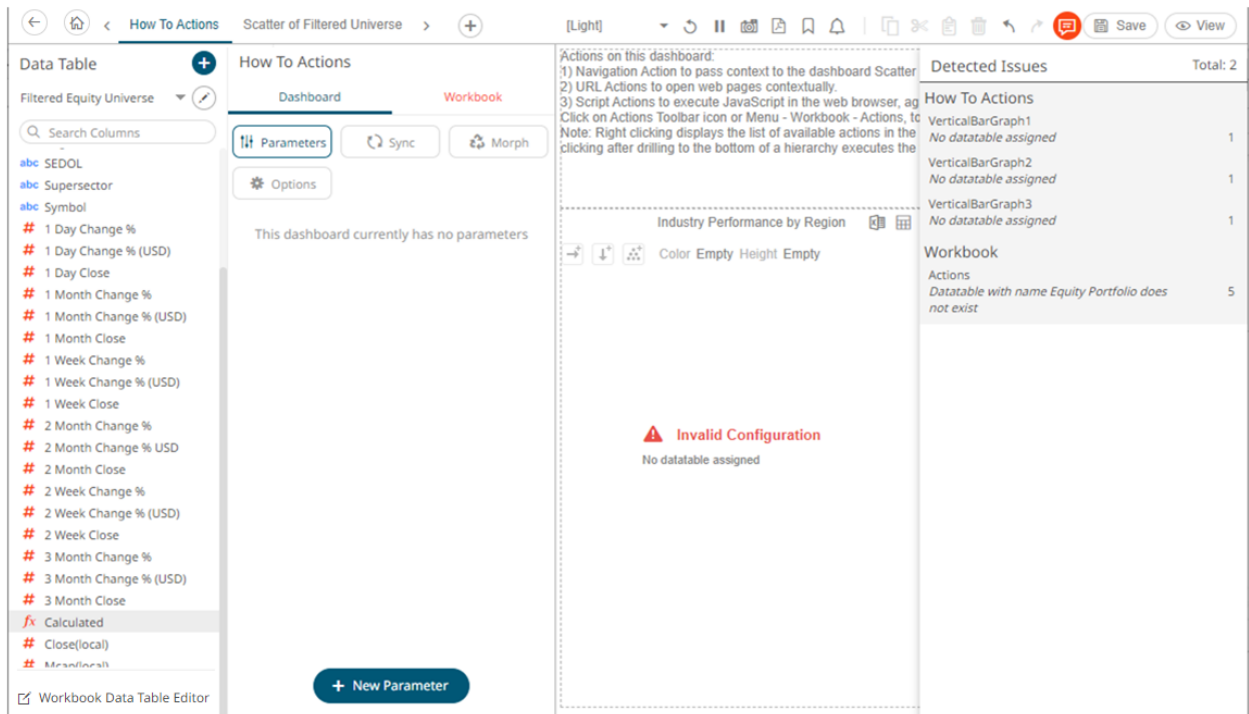 How To Actions
Scatter of Filtered Universe
[Light]
Save
View
Data Table
Filtered Equity Universe
Search Columns
abc SEDOL
abc Supersector
abc Symbol
# 1 Day Change %
# 1 Day Change % (USD)
# 1 Day Close
# 1 Month Change %
# 1 Month Change % (USD)
# 1 Month Close
# 1 Week Change %
# 1 Week Change % (USD)
# 1 Week Close
# 2 Month Change %
# 2 Month Change % USD
# 2 Month Close
# 2 Week Change %
# 2 Week Change % (USD)
# 2 Week Close
# 3 Month Change %
# 3 Month Change % (USD)
# 3 Month Close
fx Calculated
# Close(local)
# Mcap(local)
Workbook Data Table Editor
How To Actions
Dashboard
Workbook
Parameters
Sync
Morph
Options
This dashboard currently has no parameters
+ New Parameter
Actions on this dashboard:
1) Navigation Action to pass context to the dashboard Scatter
2) URL Actions to open web pages contextually.
3) Script Actions to execute JavaScript in the web browser, ag
Click on Actions Toolbar icon or Menu - Workbook - Actions, to
Note: Right clicking displays the list of available actions in the
clicking after drilling to the bottom of a hierarchy executes the
Industry Performance by Region
Color Empty Height Empty
Invalid Configuration
No datatable assigned
Detected Issues
Total: 2
How To Actions
VerticalBarGraph1
No datatable assigned 1
VerticalBarGraph2
No datatable assigned 1
VerticalBarGraph3
No datatable assigned 1
Workbook
Actions
Datatable with name Equity Portfolio does 5
not exist